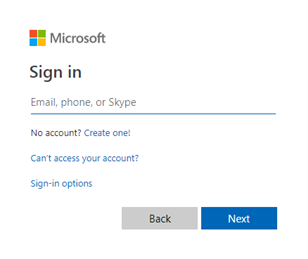 Microsoft
Sign in
Email, phone, or Skype
No account? Create one!
Can't access your account?
Sign-in options
Back Next